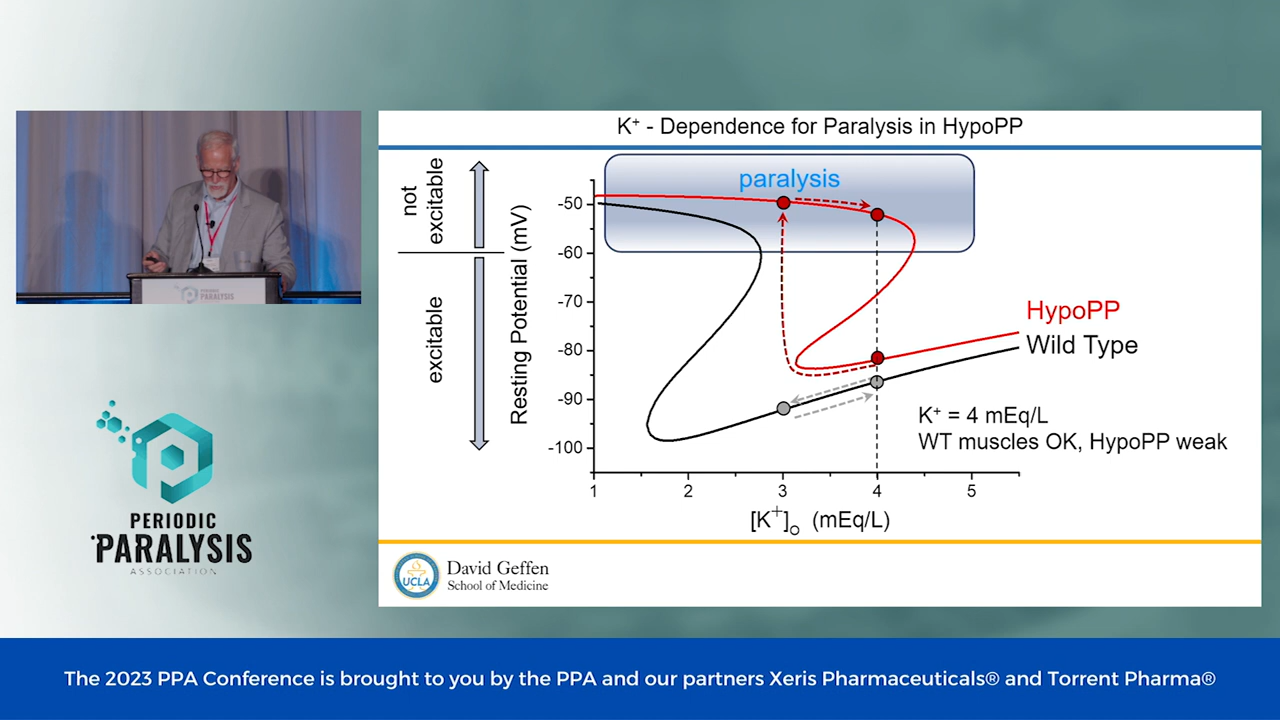 K⁺ - Dependence for Paralysis in HypoPP
not
excitable
excitable
Resting Potential (mV)
-50
-60
-70
-80
-90
-100
paralysis
HypoPP
Wild Type
K⁺ = 4 mEq/L
WT muscles OK, HypoPP weak
1
2
3
4
5
[K⁺]o (mEq/L)
UCLA
David Geffen
School of Medicine
PERIODIC
PARALYSIS
PERIODIC
PARALYSIS
ASSOCIATION
The 2023 PPA Conference is brought to you by the PPA and our partners Xeris Pharmaceuticals® and Torrent Pharma®